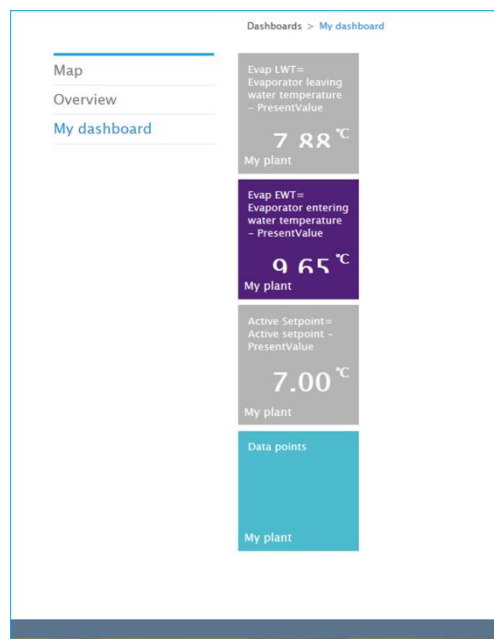 Dashboards > My dashboard
Map
Overview
My dashboard
Evap LWT=
Evaporator leaving
water temperature
– PresentValue
7.88 °C
My plant
Evap EWT=
Evaporator entering
water temperature
– PresentValue
9.65 °C
My plant
Active Setpoint=
Active setpoint –
PresentValue
7.00 °C
My plant
Data points
My plant